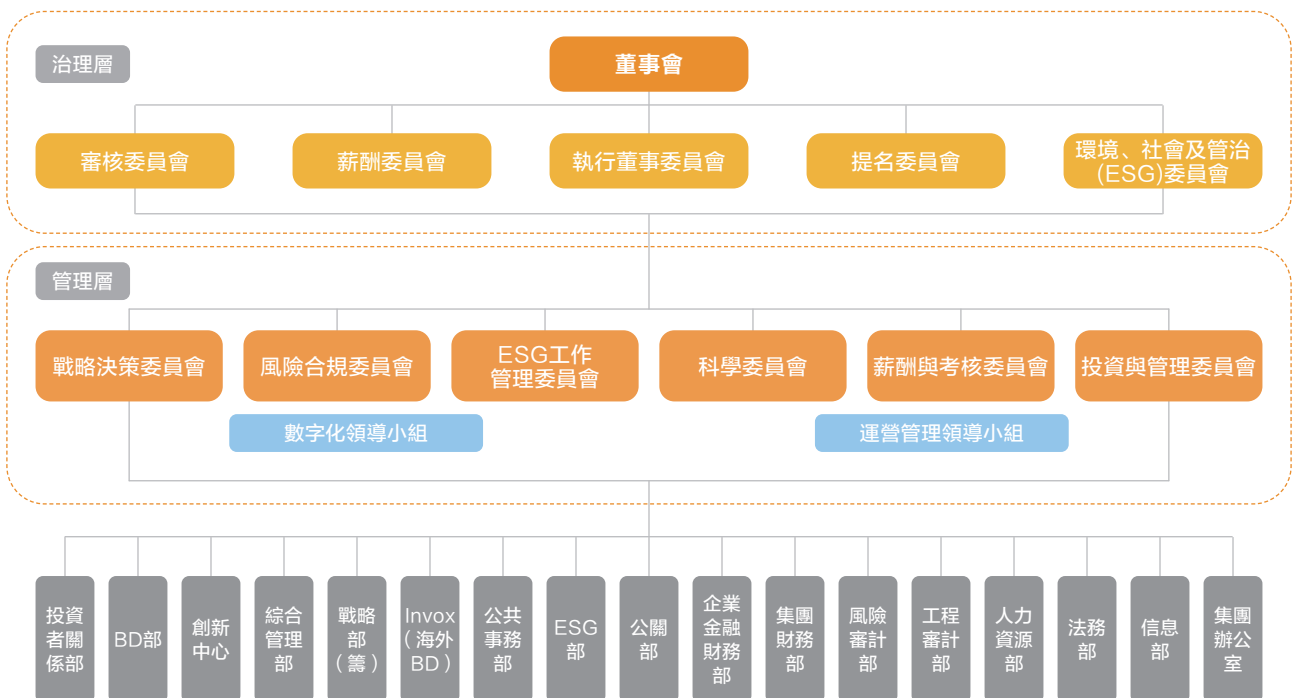 治理層
董事會
審核委員會
薪酬委員會
執行董事委員會
提名委員會
環境、社會及管治
(ESG)委員會
管理層
戰略決策委員會
風險合規委員會
ESG工作
管理委員會
科學委員會
薪酬與考核委員會
投資與管理委員會
數字化領導小組
運營管理領導小組
投資
者關
係部
BD部
創新
中心
綜合
管理
部
戰略
部
（籌）
Invox
（海外
BD）
公共
事務
部
ESG
部
公關
部
企業
金融
財務
部
集團
財務
部
風險
審計
部
工程
審計
部
人力
資源
部
法務
部
信息
部
集團
辦公
室